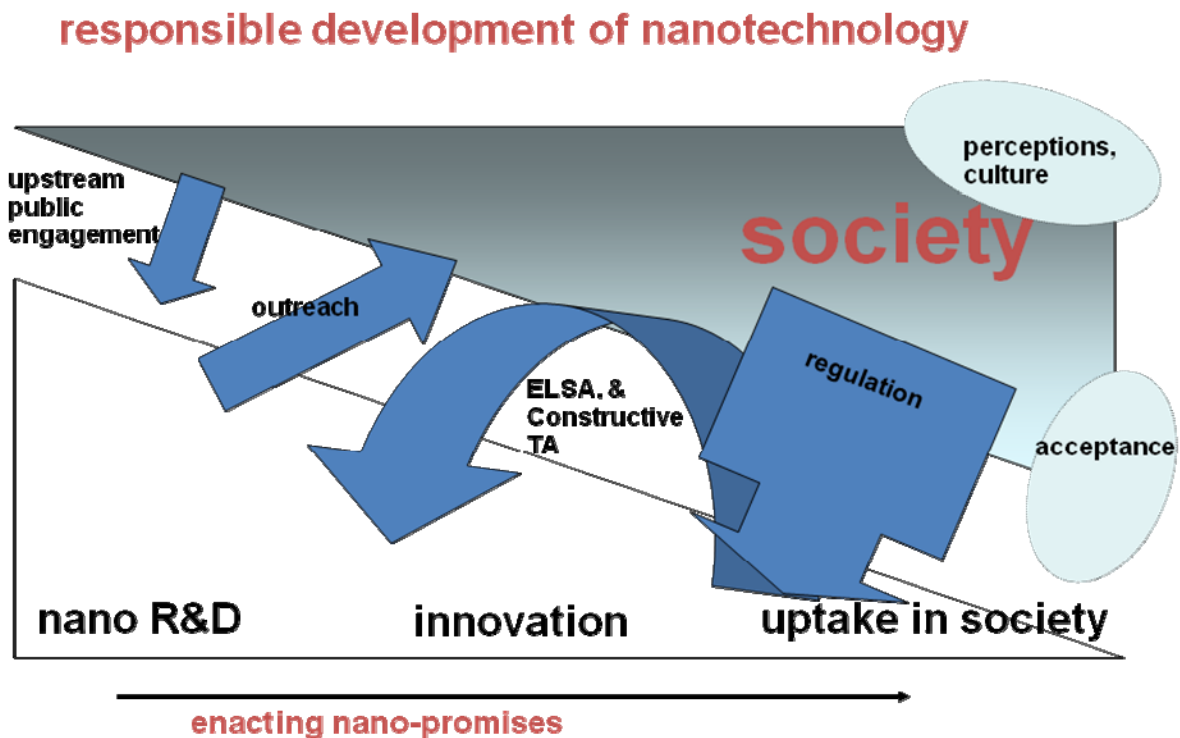 responsible development of nanotechnology
perceptions,
culture
upstream
public
engagement
society
outreach
regulation
ELSA, &
Constructive
TA
acceptance
nano R&D
innovation
uptake in society
enacting nano-promises